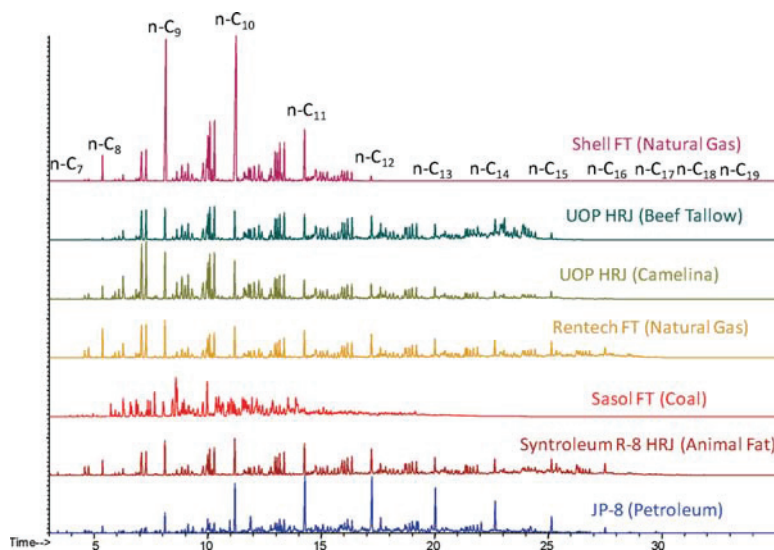 n-C₁₀
n-C₉
n-C₁₁
n-C₈
n-C₇
Shell FT (Natural Gas)
n-C₁₂
n-C₁₃ n-C₁₄ n-C₁₅ n-C₁₆ n-C₁₇ n-C₁₈ n-C₁₉
UOP HRJ (Beef Tallow)
UOP HRJ (Camelina)
Rentech FT (Natural Gas)
Sasol FT (Coal)
Syntroleum R-8 HRJ (Animal Fat)
JP-8 (Petroleum)
Time--> 5 10 15 20 25 30